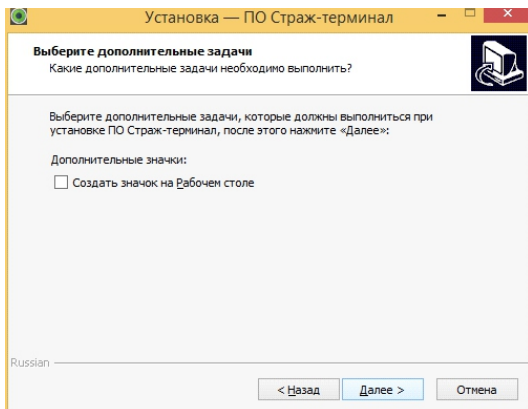 Установка — ПО Страж-терминал
Выберите дополнительные задачи
Какие дополнительные задачи необходимо выполнить?
Выберите дополнительные задачи, которые должны выполниться при
установке ПО Страж-терминал, после этого нажмите «Далее»:
Дополнительные значки:
Создать значок на Рабочем столе
Russian
< Назад
Далее >
Отмена